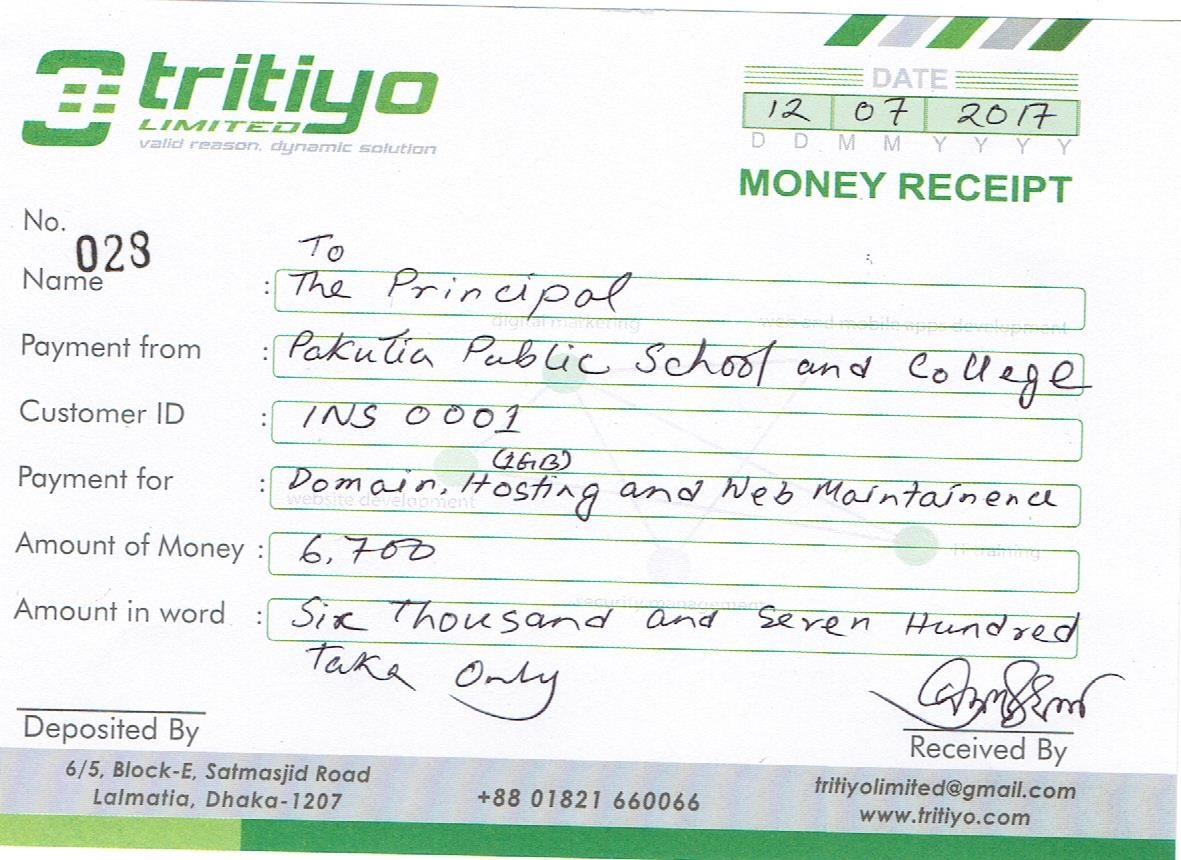 tritiyo
LIMITED
valid reason, dynamic solution
DATE
12 07 2017
D D M M Y Y Y Y
MONEY RECEIPT
No. 028
To
Name : The Principal
digital marketing web and mobile apps development
Payment from : Pakutia Public School and College
Customer ID : INS 0001
(1GB)
Payment for : Domain, Hosting and Web Maintainence
website development
Amount of Money : 6,700
IT training
security management
Amount in word : Six Thousand and Seven Hundred
Taka Only
Deposited By
Received By
6/5, Block-E, Satmasjid Road
Lalmatia, Dhaka-1207
+88 01821 660066
tritiyolimited@gmail.com
www.tritiyo.com